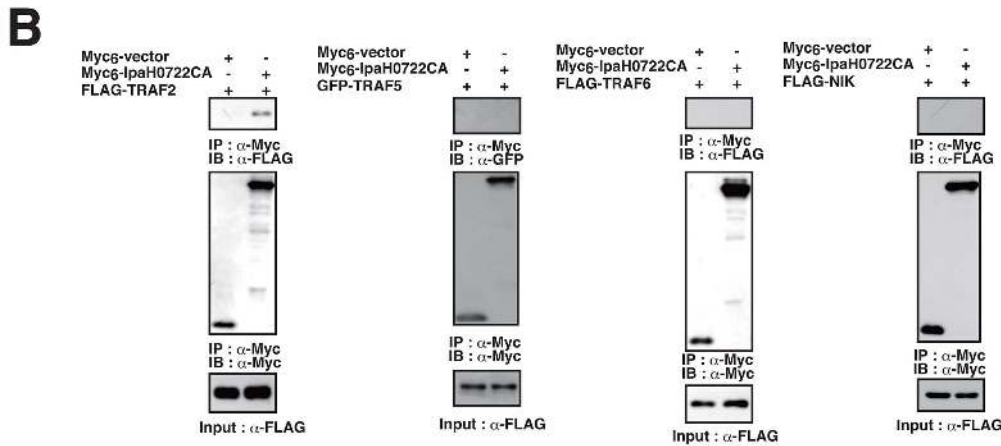 B
Myc6-vector + -
Myc6-IpaH0722CA - +
FLAG-TRAF2 + +
IP : α-Myc
IB : α-FLAG
IP : α-Myc
IB : α-Myc
Input : α-FLAG
Myc6-vector + -
Myc6-IpaH0722CA - +
GFP-TRAF5 + +
IP : α-Myc
IB : α-GFP
IP : α-Myc
IB : α-Myc
Input : α-FLAG
Myc6-vector + -
Myc6-IpaH0722CA - +
FLAG-TRAF6 + +
IP : α-Myc
IB : α-FLAG
IP : α-Myc
IB : α-Myc
Input : α-FLAG
Myc6-vector + -
Myc6-IpaH0722CA - +
FLAG-NIK + +
IP : α-Myc
IB : α-FLAG
IP : α-Myc
IB : α-Myc
Input : α-FLAG